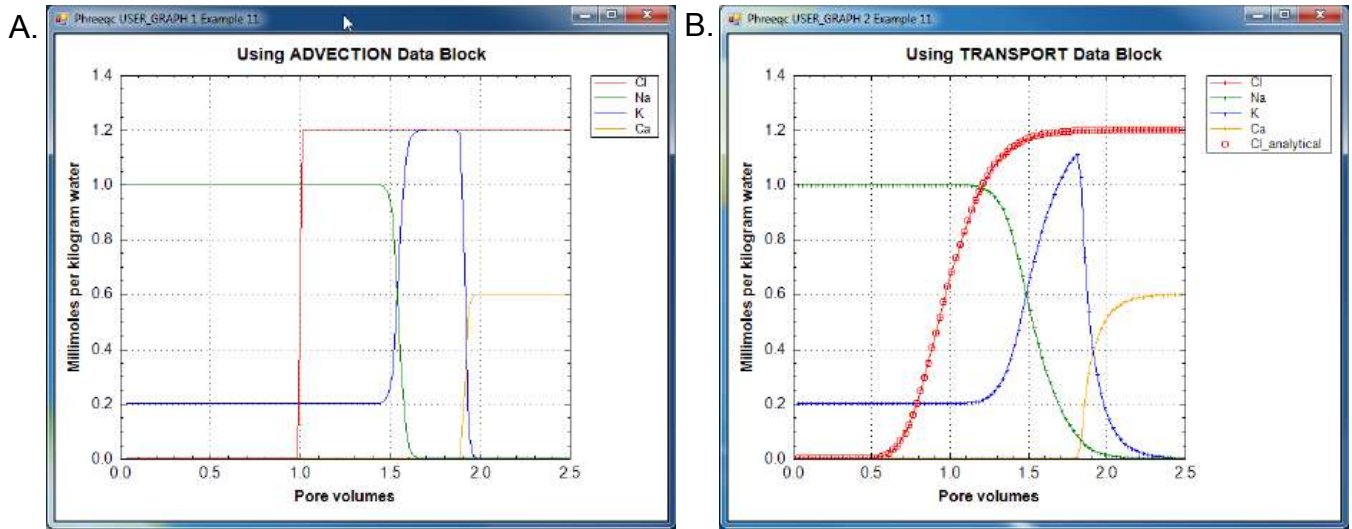 A.
Phreeqc USER_GRAPH 1 Example 11
Using ADVECTION Data Block
1.4
1.2
1.0
0.8
0.6
0.4
0.2
0.0
Millimoles per kilogram water
0.0 0.5 1.0 1.5 2.0 2.5
Pore volumes
Cl
Na
K
Ca
B.
Phreeqc USER_GRAPH 2 Example 11
Using TRANSPORT Data Block
1.4
1.2
1.0
0.8
0.6
0.4
0.2
0.0
Millimoles per kilogram water
0.0 0.5 1.0 1.5 2.0 2.5
Pore volumes
Cl
Na
K
Ca
Cl_analytical